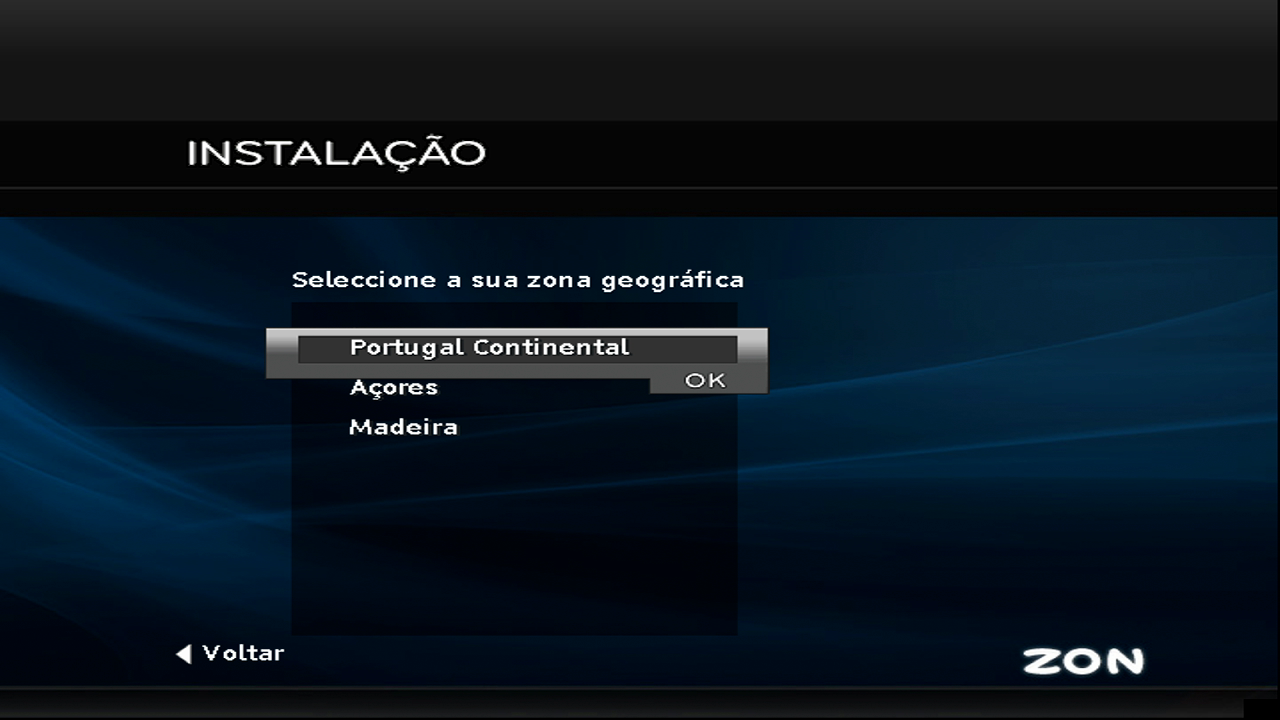 INSTALAÇÃO
Seleccione a sua zona geográfica
Portugal Continental
OK
Açores
Madeira
Voltar
ZON